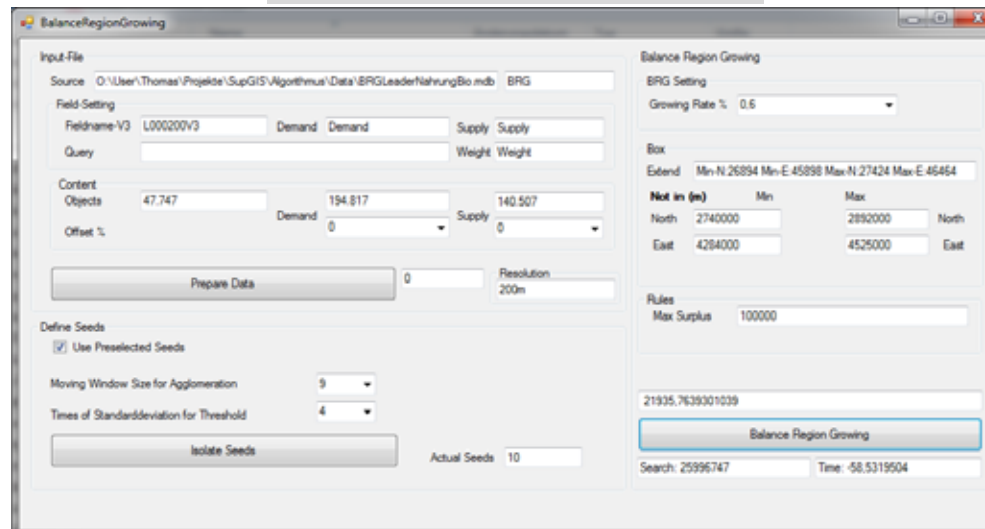 BalanceRegionGrowing
Input-File
Source O:\User\Thomas\Projekte\SupGIS\Algorithmus\Data\BRGLeaderNahrungBio.mdb BRG
Field-Setting
Fieldname-V3 L000200V3 Demand Demand Supply Supply
Query Weight Weight
Content
Objects 47.747 Demand 194.817 Supply 140.507
Offset % 0 0
Prepare Data 0 Resolution
200m
Define Seeds
Use Preselected Seeds
Moving Window Size for Agglomeration 9
Times of Standarddeviation for Threshold 4
Isolate Seeds Actual Seeds 10
Balance Region Growing
BRG Setting
Growing Rate % 0.6
Box
Extend Min-N:26894 Min-E:45898 Max-N:27424 Max-E:46464
Not in (m) Min Max
North 2740000 2892000 North
East 4284000 4525000 East
Rules
Max Surplus 100000
21935,7639301039
Balance Region Growing
Search: 25996747 Time: -58,5319504